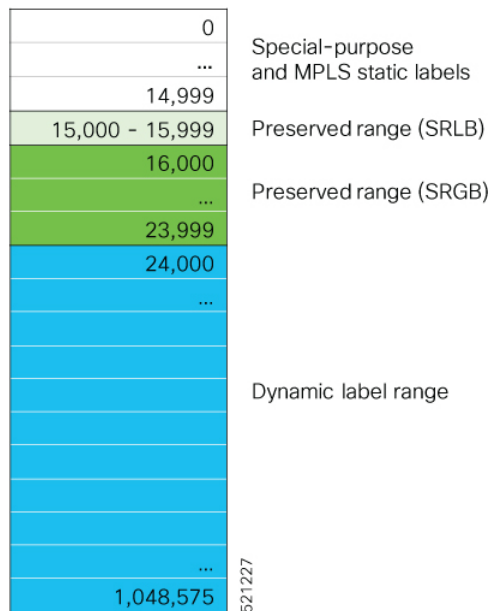 0
...
14,999
Special-purpose
and MPLS static labels
15,000 - 15,999
Preserved range (SRLB)
16,000
...
23,999
Preserved range (SRGB)
24,000
...
...
1,048,575
Dynamic label range
521227